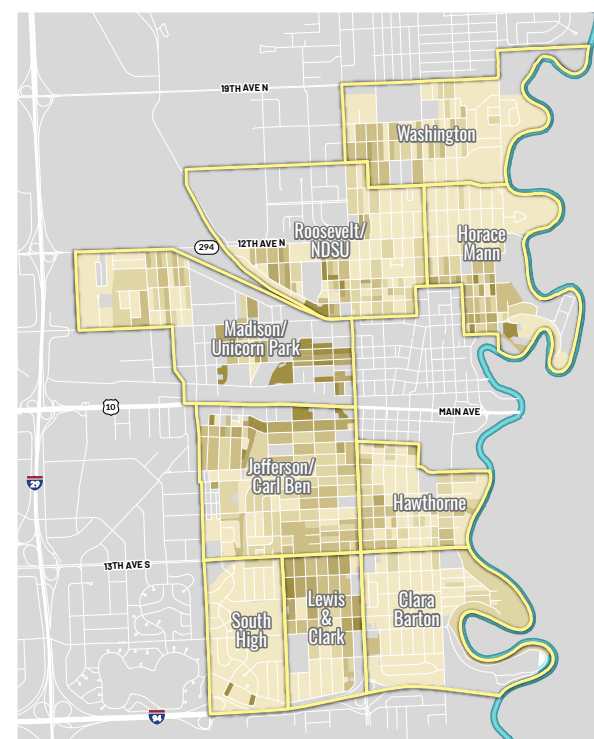 19TH AVE N
Washington
Roosevelt/
NDSU
12TH AVE N
294
Horace
Mann
Madison/
Unicorn Park
10
MAIN AVE
Jefferson/
Carl Ben
29
Hawthorne
13TH AVE S
South
High
Lewis
&
Clark
Clara
Barton
94